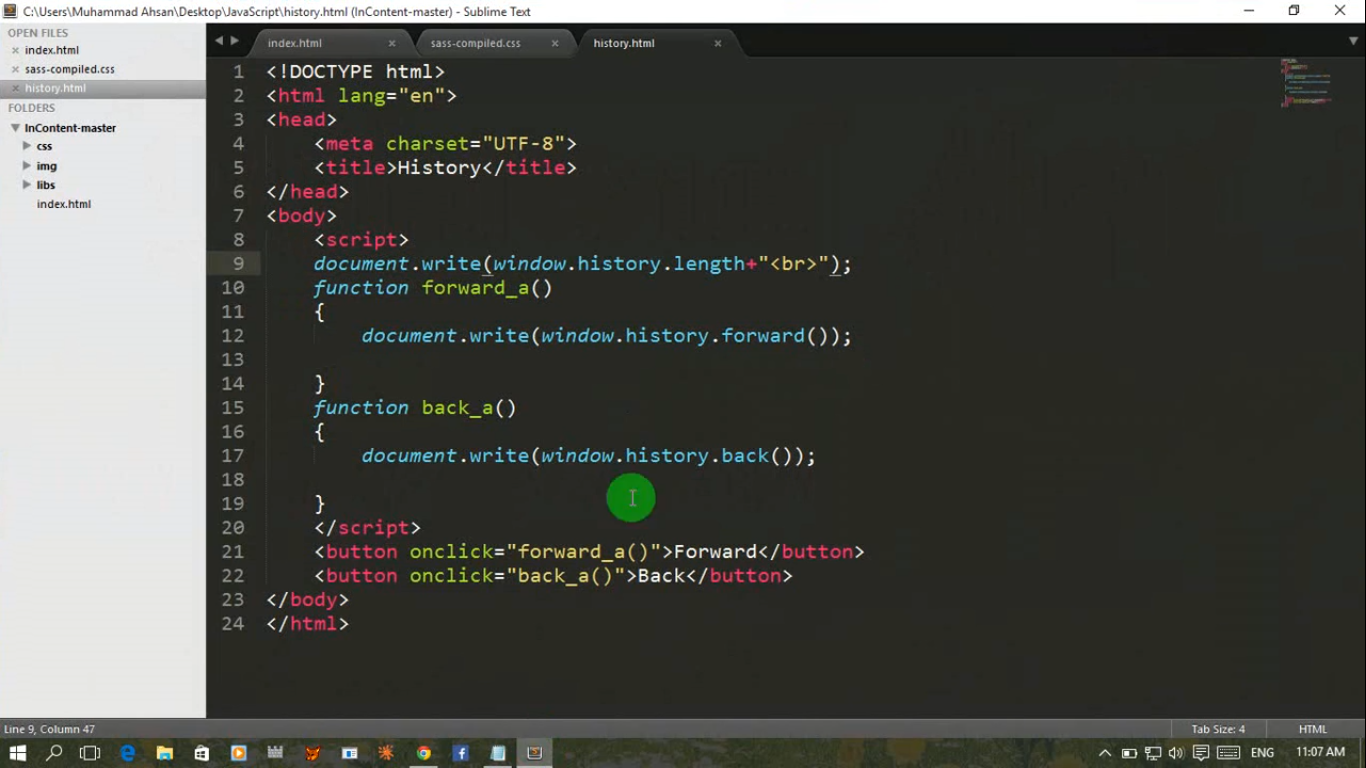 C:\Users\Muhammad Ahsan\Desktop\JavaScript\history.html (InContent-master) - Sublime Text
OPEN FILES
index.html
sass-compiled.css
history.html
FOLDERS
InContent-master
css
img
libs
index.html
index.html
sass-compiled.css
history.html
1 <!DOCTYPE html>
2 <html lang="en">
3 <head>
4     <meta charset="UTF-8">
5     <title>History</title>
6 </head>
7 <body>
8     <script>
9     document.write(window.history.length+"<br>");
10     function forward_a()
11     {
12         document.write(window.history.forward());
13
14     }
15     function back_a()
16     {
17         document.write(window.history.back());
18
19     }
20     </script>
21     <button onclick="forward_a()">Forward</button>
22     <button onclick="back_a()">Back</button>
23 </body>
24 </html>
Line 9, Column 47
Tab Size: 4
HTML
ENG
11:07 AM